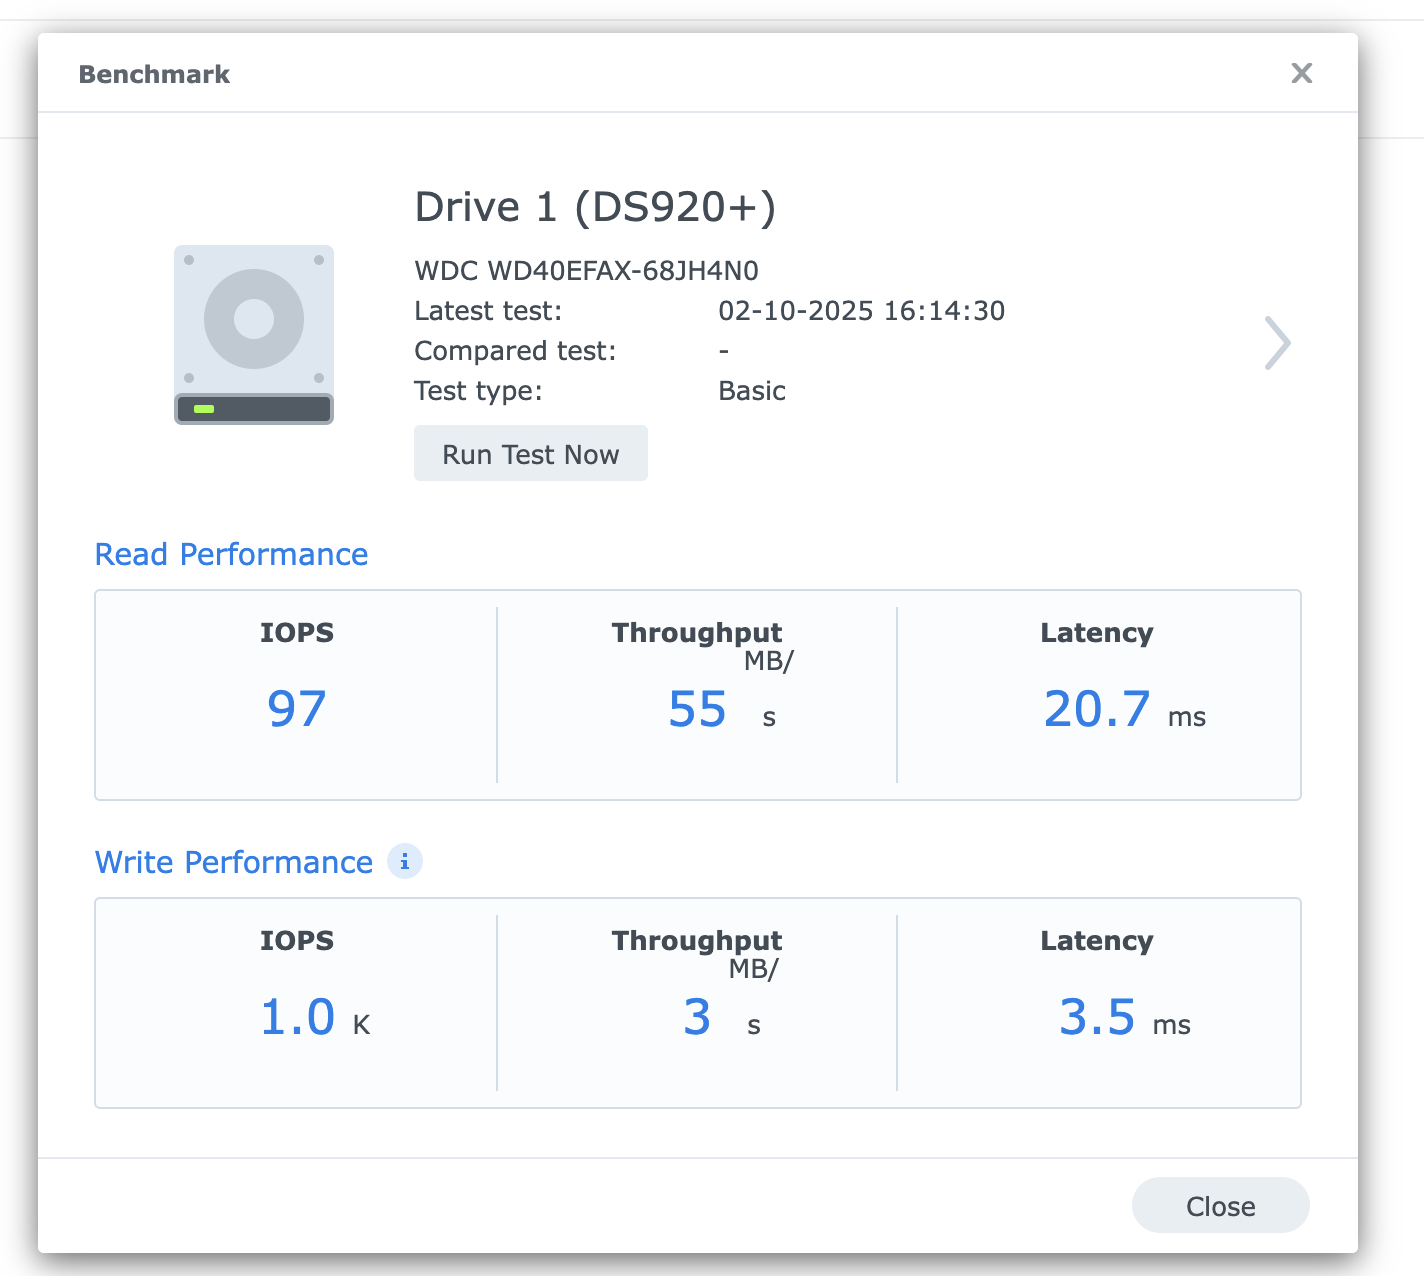 Benchmark
Drive 1 (DS920+)
WDC WD40EFAX-68JH4N0
Latest test: 02-10-2025 16:14:30
Compared test: -
Test type: Basic
Run Test Now
Read Performance
IOPS
97
Throughput
55 MB/s
Latency
20.7 ms
Write Performance i
IOPS
1.0 K
Throughput
3 MB/s
Latency
3.5 ms
Close